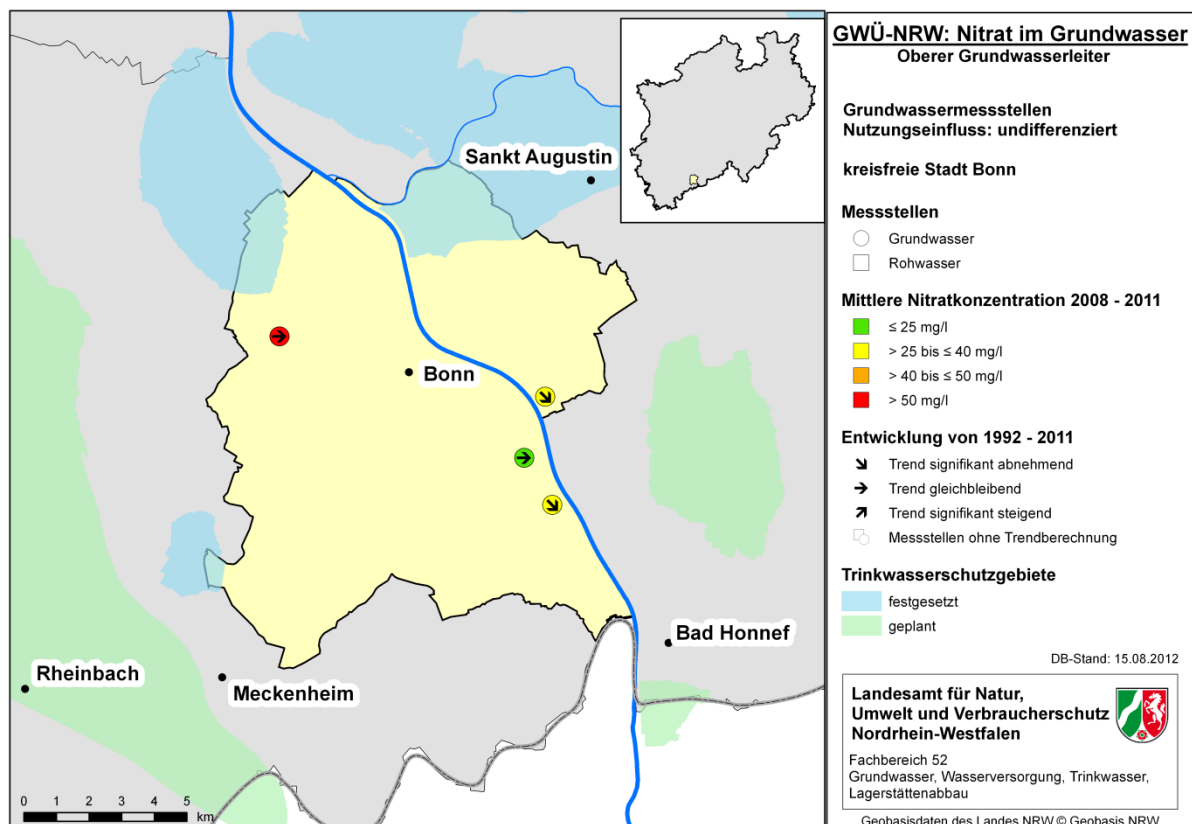 Sankt Augustin
Bonn
Bad Honnef
Rheinbach
Meckenheim
0 1 2 3 4 5
km
GWÜ-NRW: Nitrat im Grundwasser
Oberer Grundwasserleiter
Grundwassermessstellen
Nutzungseinfluss: undifferenziert
kreisfreie Stadt Bonn
Messstellen
Grundwasser
Rohwasser
Mittlere Nitratkonzentration 2008 - 2011
≤ 25 mg/l
> 25 bis ≤ 40 mg/l
> 40 bis ≤ 50 mg/l
> 50 mg/l
Entwicklung von 1992 - 2011
Trend signifikant abnehmend
Trend gleichbleibend
Trend signifikant steigend
Messstellen ohne Trendberechnung
Trinkwasserschutzgebiete
festgesetzt
geplant
DB-Stand: 15.08.2012
Landesamt für Natur,
Umwelt und Verbraucherschutz
Nordrhein-Westfalen
Fachbereich 52
Grundwasser, Wasserversorgung, Trinkwasser,
Lagerstättenabbau
Geobasisdaten des Landes NRW © Geobasis NRW